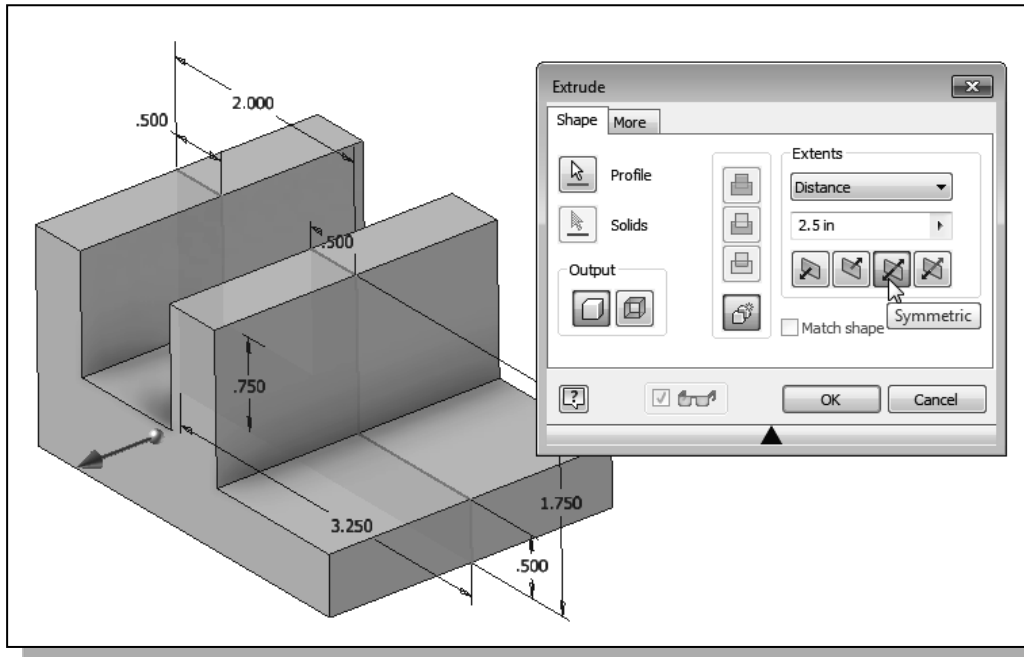 2.000
.500
.500
.750
3.250
1.750
.500
Extrude
Shape More
Profile
Solids
Output
Extents
Distance
2.5 in
Symmetric
Match shape
?
OK Cancel